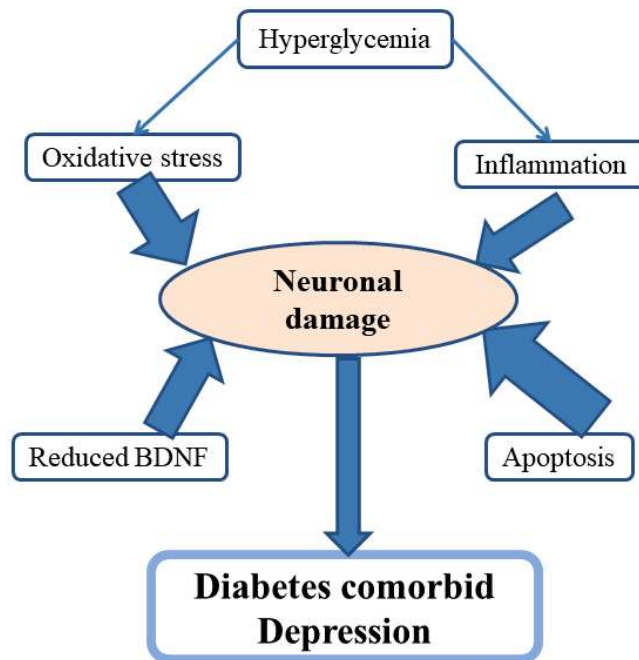 Hyperglycemia
Oxidative stress
Inflammation
Neuronal
damage
Reduced BDNF
Apoptosis
Diabetes comorbid
Depression